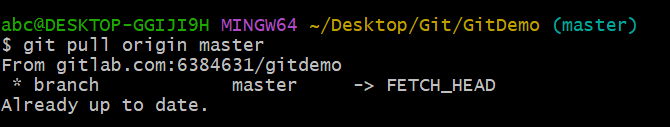 abc@DESKTOP-GGIJI9H MINGW64 ~/Desktop/Git/GitDemo (master)
$ git pull origin master
From gitlab.com:6384631/gitdemo
 * branch            master     -> FETCH_HEAD
Already up to date.